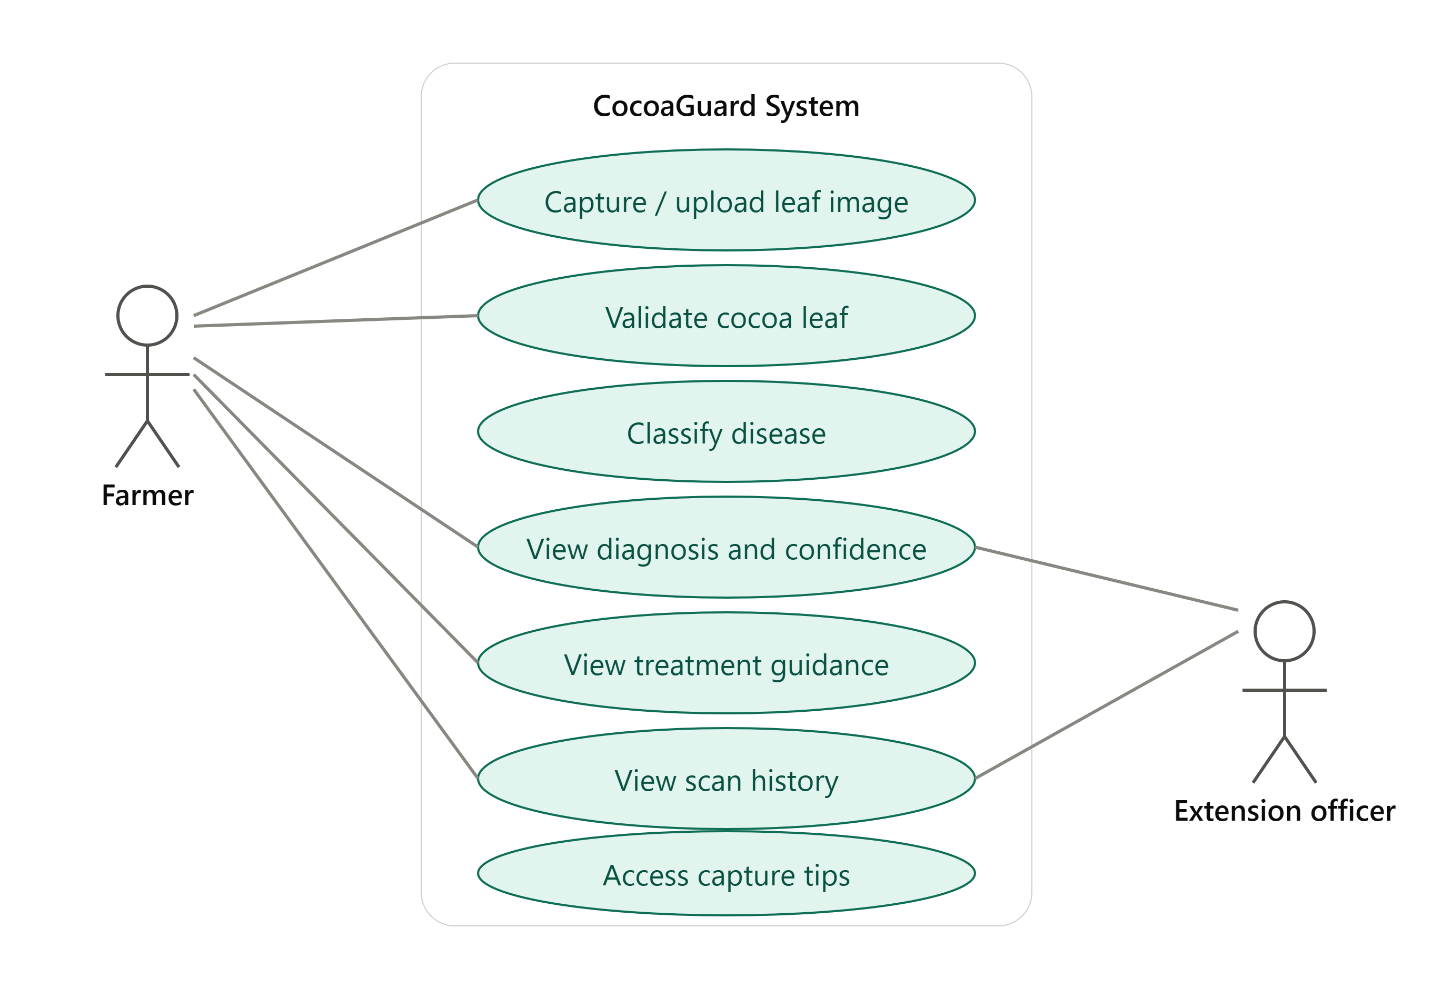 CocoaGuard System
Capture / upload leaf image
Validate cocoa leaf
Classify disease
Farmer
View diagnosis and confidence
View treatment guidance
View scan history
Extension officer
Access capture tips